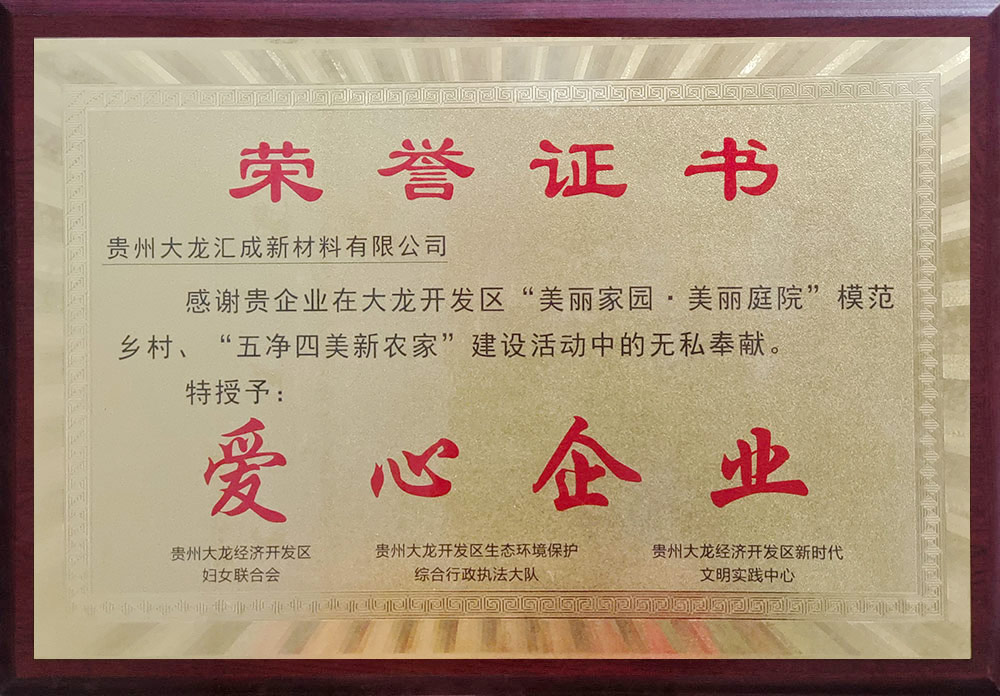 荣誉证书
贵州大龙汇成新材料有限公司
感谢贵企业在大龙开发区“美丽家园·美丽庭院”模范
乡村、“五净四美新农家”建设活动中的无私奉献。
特授予：
爱心企业
贵州大龙经济开发区
妇女联合会
贵州大龙开发区生态环境保护
综合行政执法大队
贵州大龙经济开发区新时代
文明实践中心